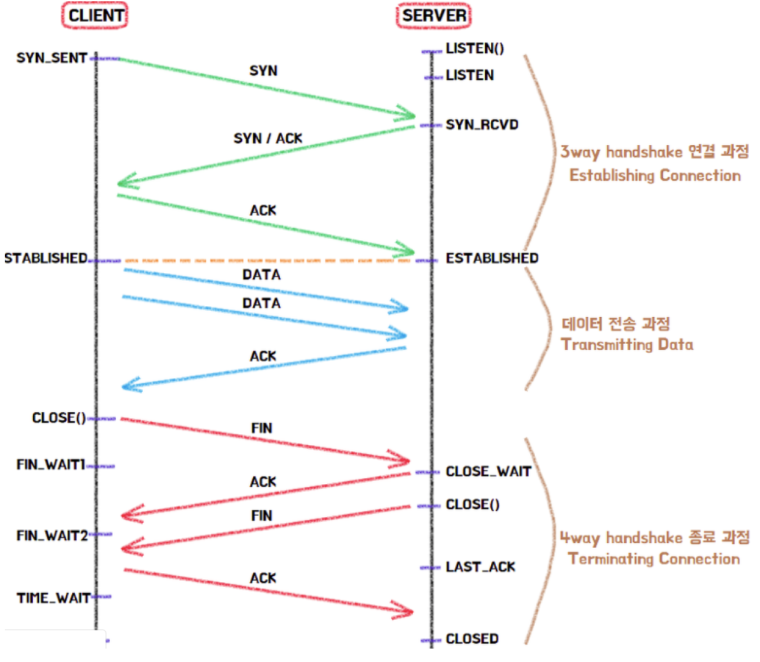 CLIENT
SERVER
LISTEN()
SYN_SENT
SYN
LISTEN
SYN_RCVD
SYN / ACK
3way handshake 연결 과정
Establishing Connection
ACK
STABLISHED
ESTABLISHED
DATA
DATA
데이터 전송 과정
Transmitting Data
ACK
CLOSE()
FIN
FIN_WAIT1
CLOSE_WAIT
ACK
CLOSE()
FIN
FIN_WAIT2
4way handshake 종료 과정
Terminating Connection
LAST_ACK
ACK
TIME_WAIT
CLOSED